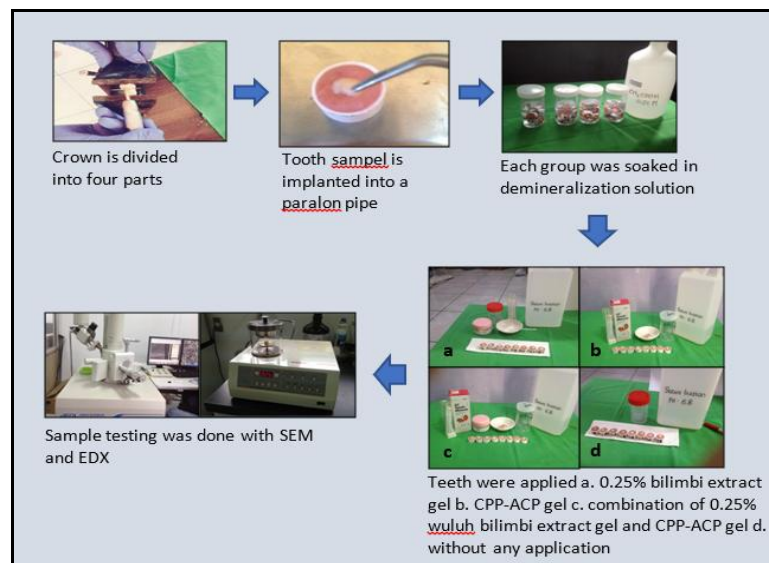 Crown is divided
into four parts
Tooth sampel is
implanted into a
paralon pipe
Each group was soaked in
demineralization solution
a
b
c
d
Teeth were applied a. 0.25% bilimbi extract
gel b. CPP-ACP gel c. combination of 0.25%
wuluh bilimbi extract gel and CPP-ACP gel d.
without any application
Sample testing was done with SEM
and EDX